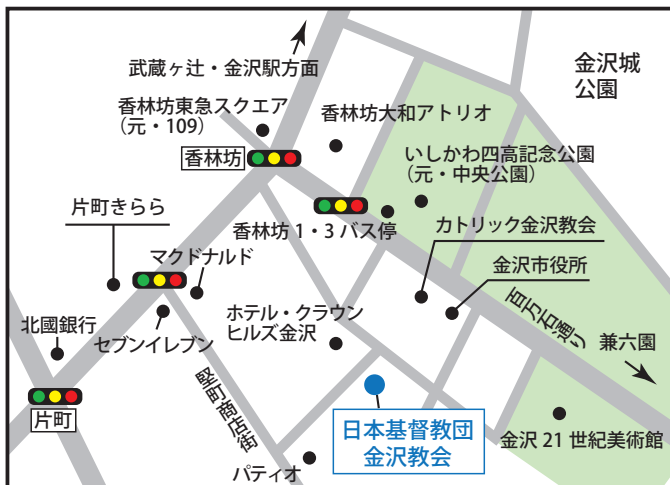 武蔵ヶ辻・金沢駅方面
金沢城
公園
香林坊東急スクエア
（元・109）
香林坊大和アトリオ
香林坊
いしかわ四高記念公園
（元・中央公園）
片町きらら
香林坊 1・3 バス停
カトリック金沢教会
マクドナルド
金沢市役所
北國銀行
セブンイレブン
ホテル・クラウン
ヒルズ金沢
百万石通り
兼六園
竪町商店街
片町
日本基督教団
金沢教会
金沢 21 世紀美術館
パティオ